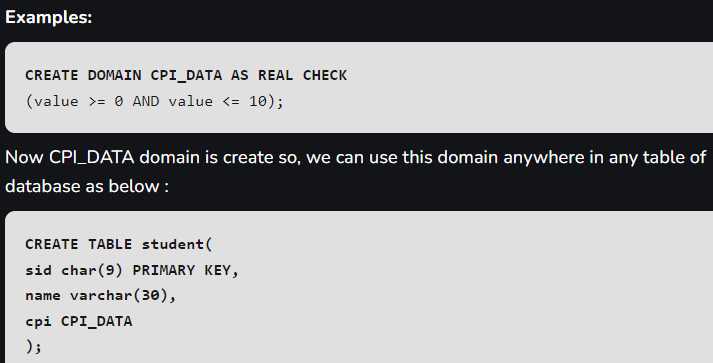 Examples:
CREATE DOMAIN CPI_DATA AS REAL CHECK
(value >= 0 AND value <= 10);
Now CPI_DATA domain is create so, we can use this domain anywhere in any table of
database as below :
CREATE TABLE student(
sid char(9) PRIMARY KEY,
name varchar(30),
cpi CPI_DATA
);